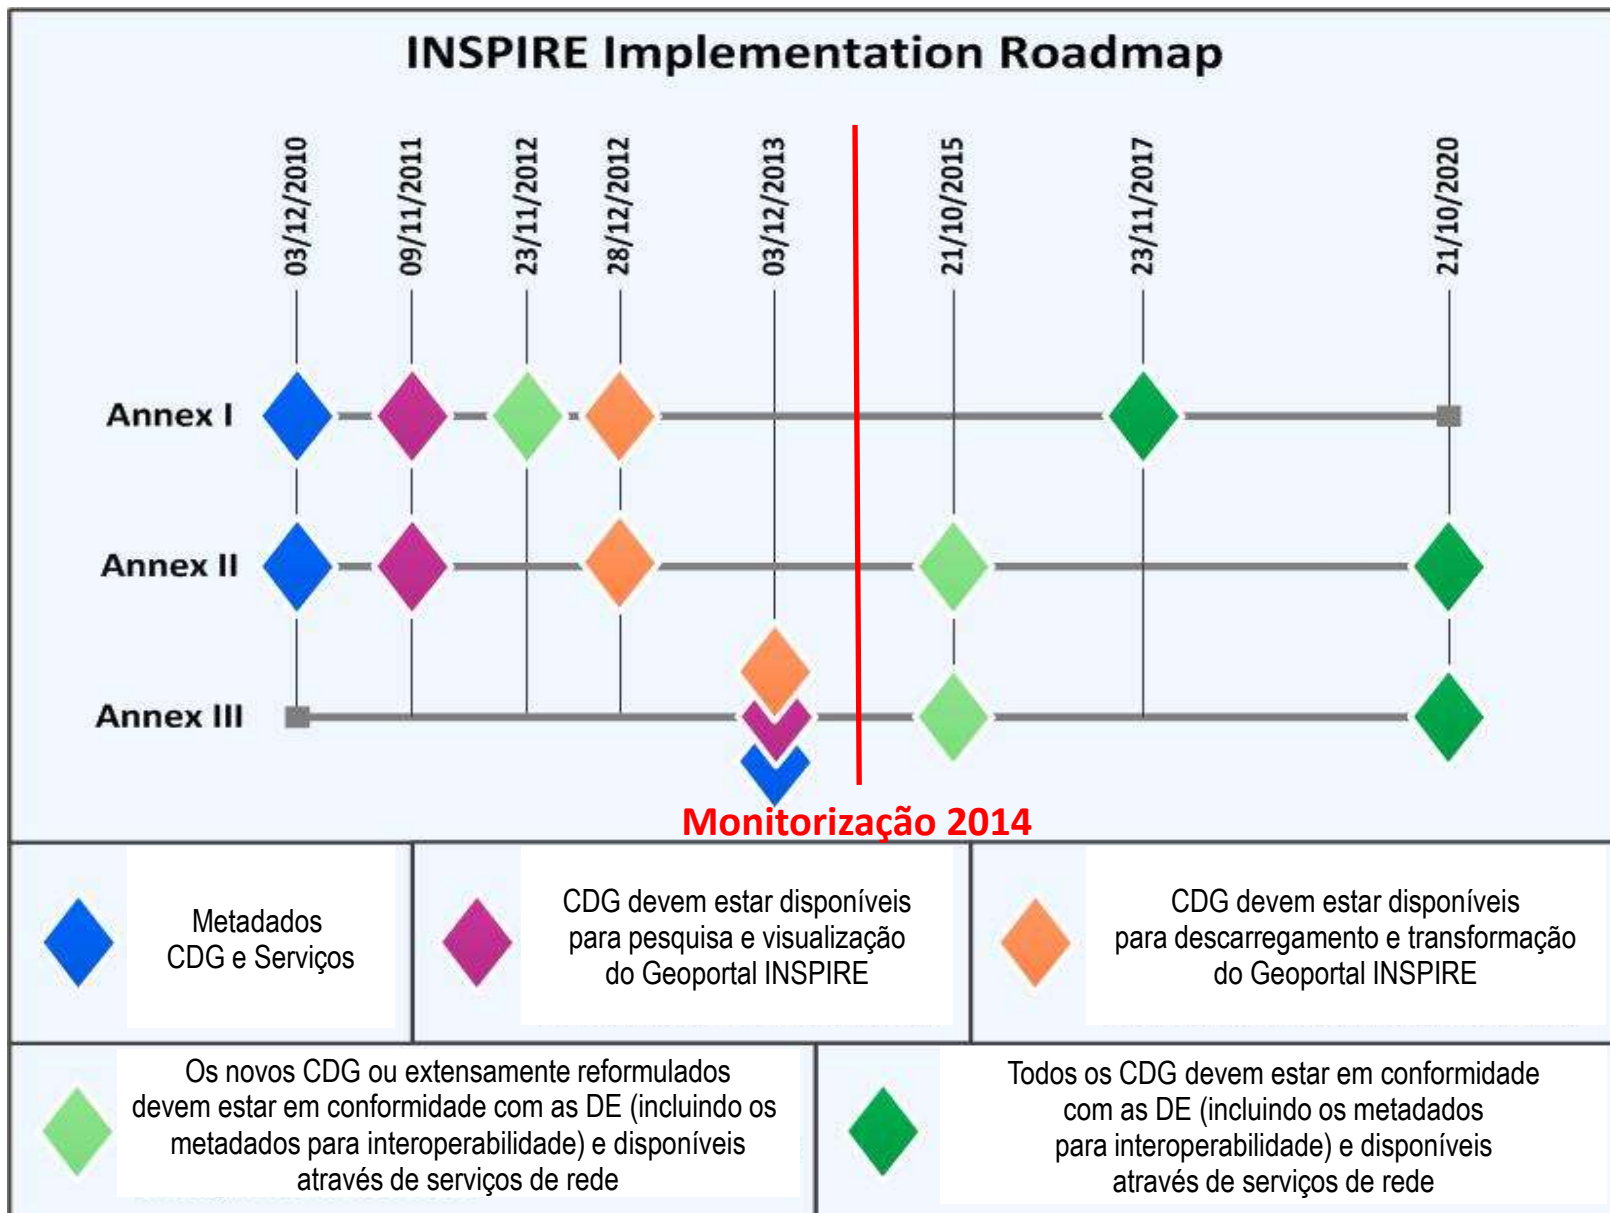 INSPIRE Implementation Roadmap
03/12/2010
09/11/2011
23/11/2012
28/12/2012
03/12/2013
21/10/2015
23/11/2017
21/10/2020
Annex I
Annex II
Annex III
Monitorização 2014
Metadados
CDG e Serviços
CDG devem estar disponíveis
para pesquisa e visualização
do Geoportal INSPIRE
CDG devem estar disponíveis
para descarregamento e transformação
do Geoportal INSPIRE
Os novos CDG ou extensamente reformulados
devem estar em conformidade com as DE (incluindo os
metadados para interoperabilidade) e disponíveis
através de serviços de rede
Todos os CDG devem estar em conformidade
com as DE (incluindo os metadados
para interoperabilidade) e disponíveis
através de serviços de rede